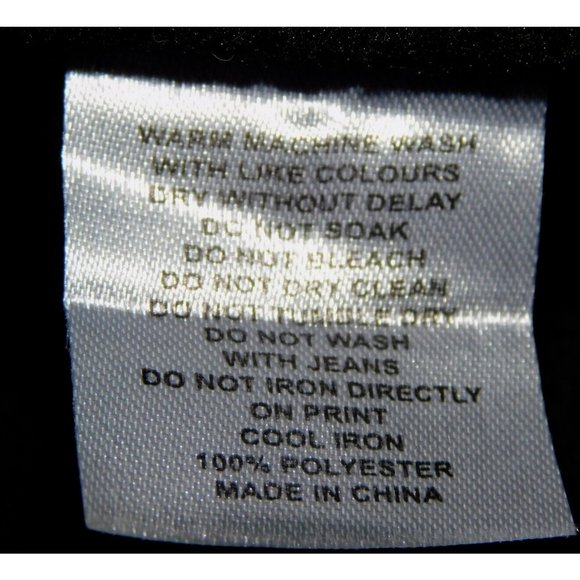 WARM MACHINE WASH
WITH LIKE COLOURS
DRY WITHOUT DELAY
DO NOT SOAK
DO NOT BLEACH
DO NOT DRY CLEAN
DO NOT TUMBLE DRY
DO NOT WASH
WITH JEANS
DO NOT IRON DIRECTLY
ON PRINT
COOL IRON
100% POLYESTER
MADE IN CHINA